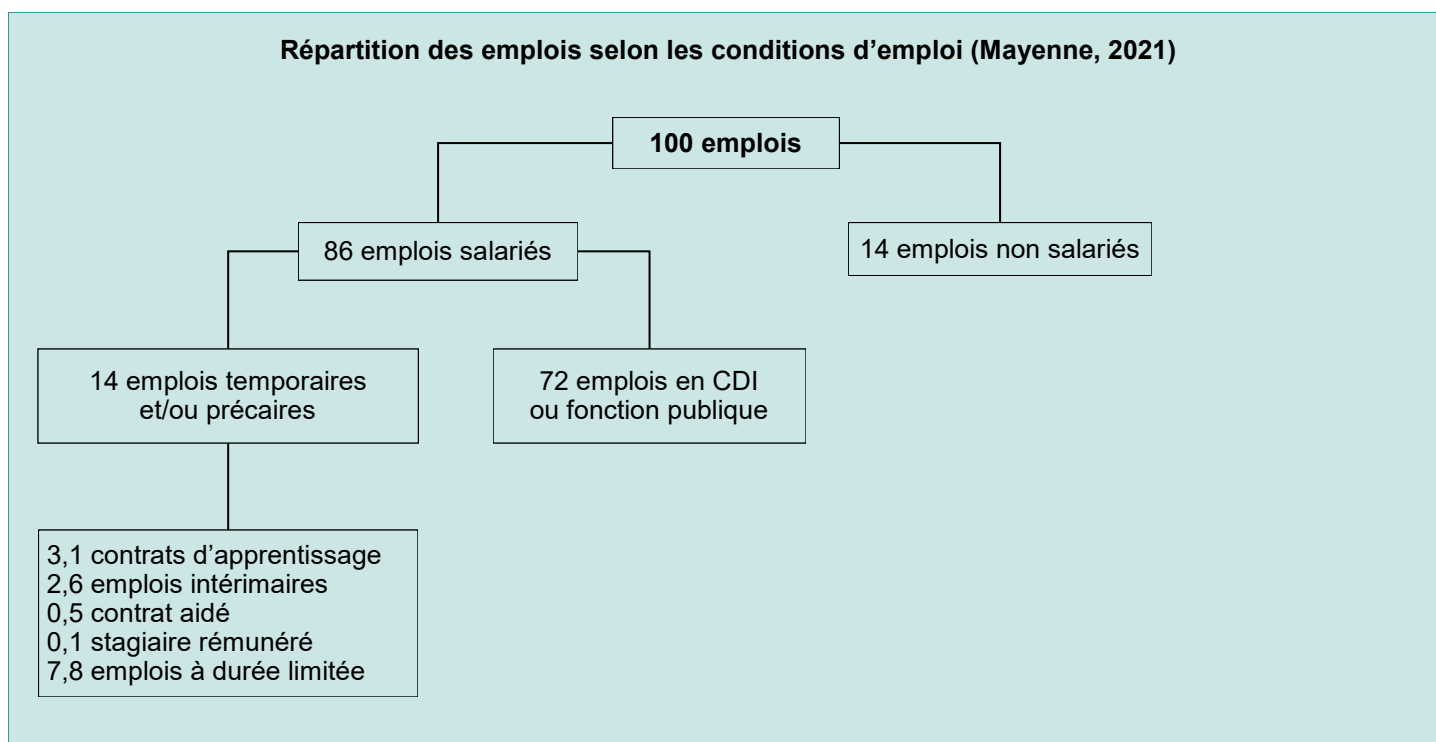 Répartition des emplois selon les conditions d’emploi (Mayenne, 2021)
100 emplois
86 emplois salariés
14 emplois non salariés
14 emplois temporaires
et/ou précaires
72 emplois en CDI
ou fonction publique
3,1 contrats d’apprentissage
2,6 emplois intérimaires
0,5 contrat aidé
0,1 stagiaire rémunéré
7,8 emplois à durée limitée